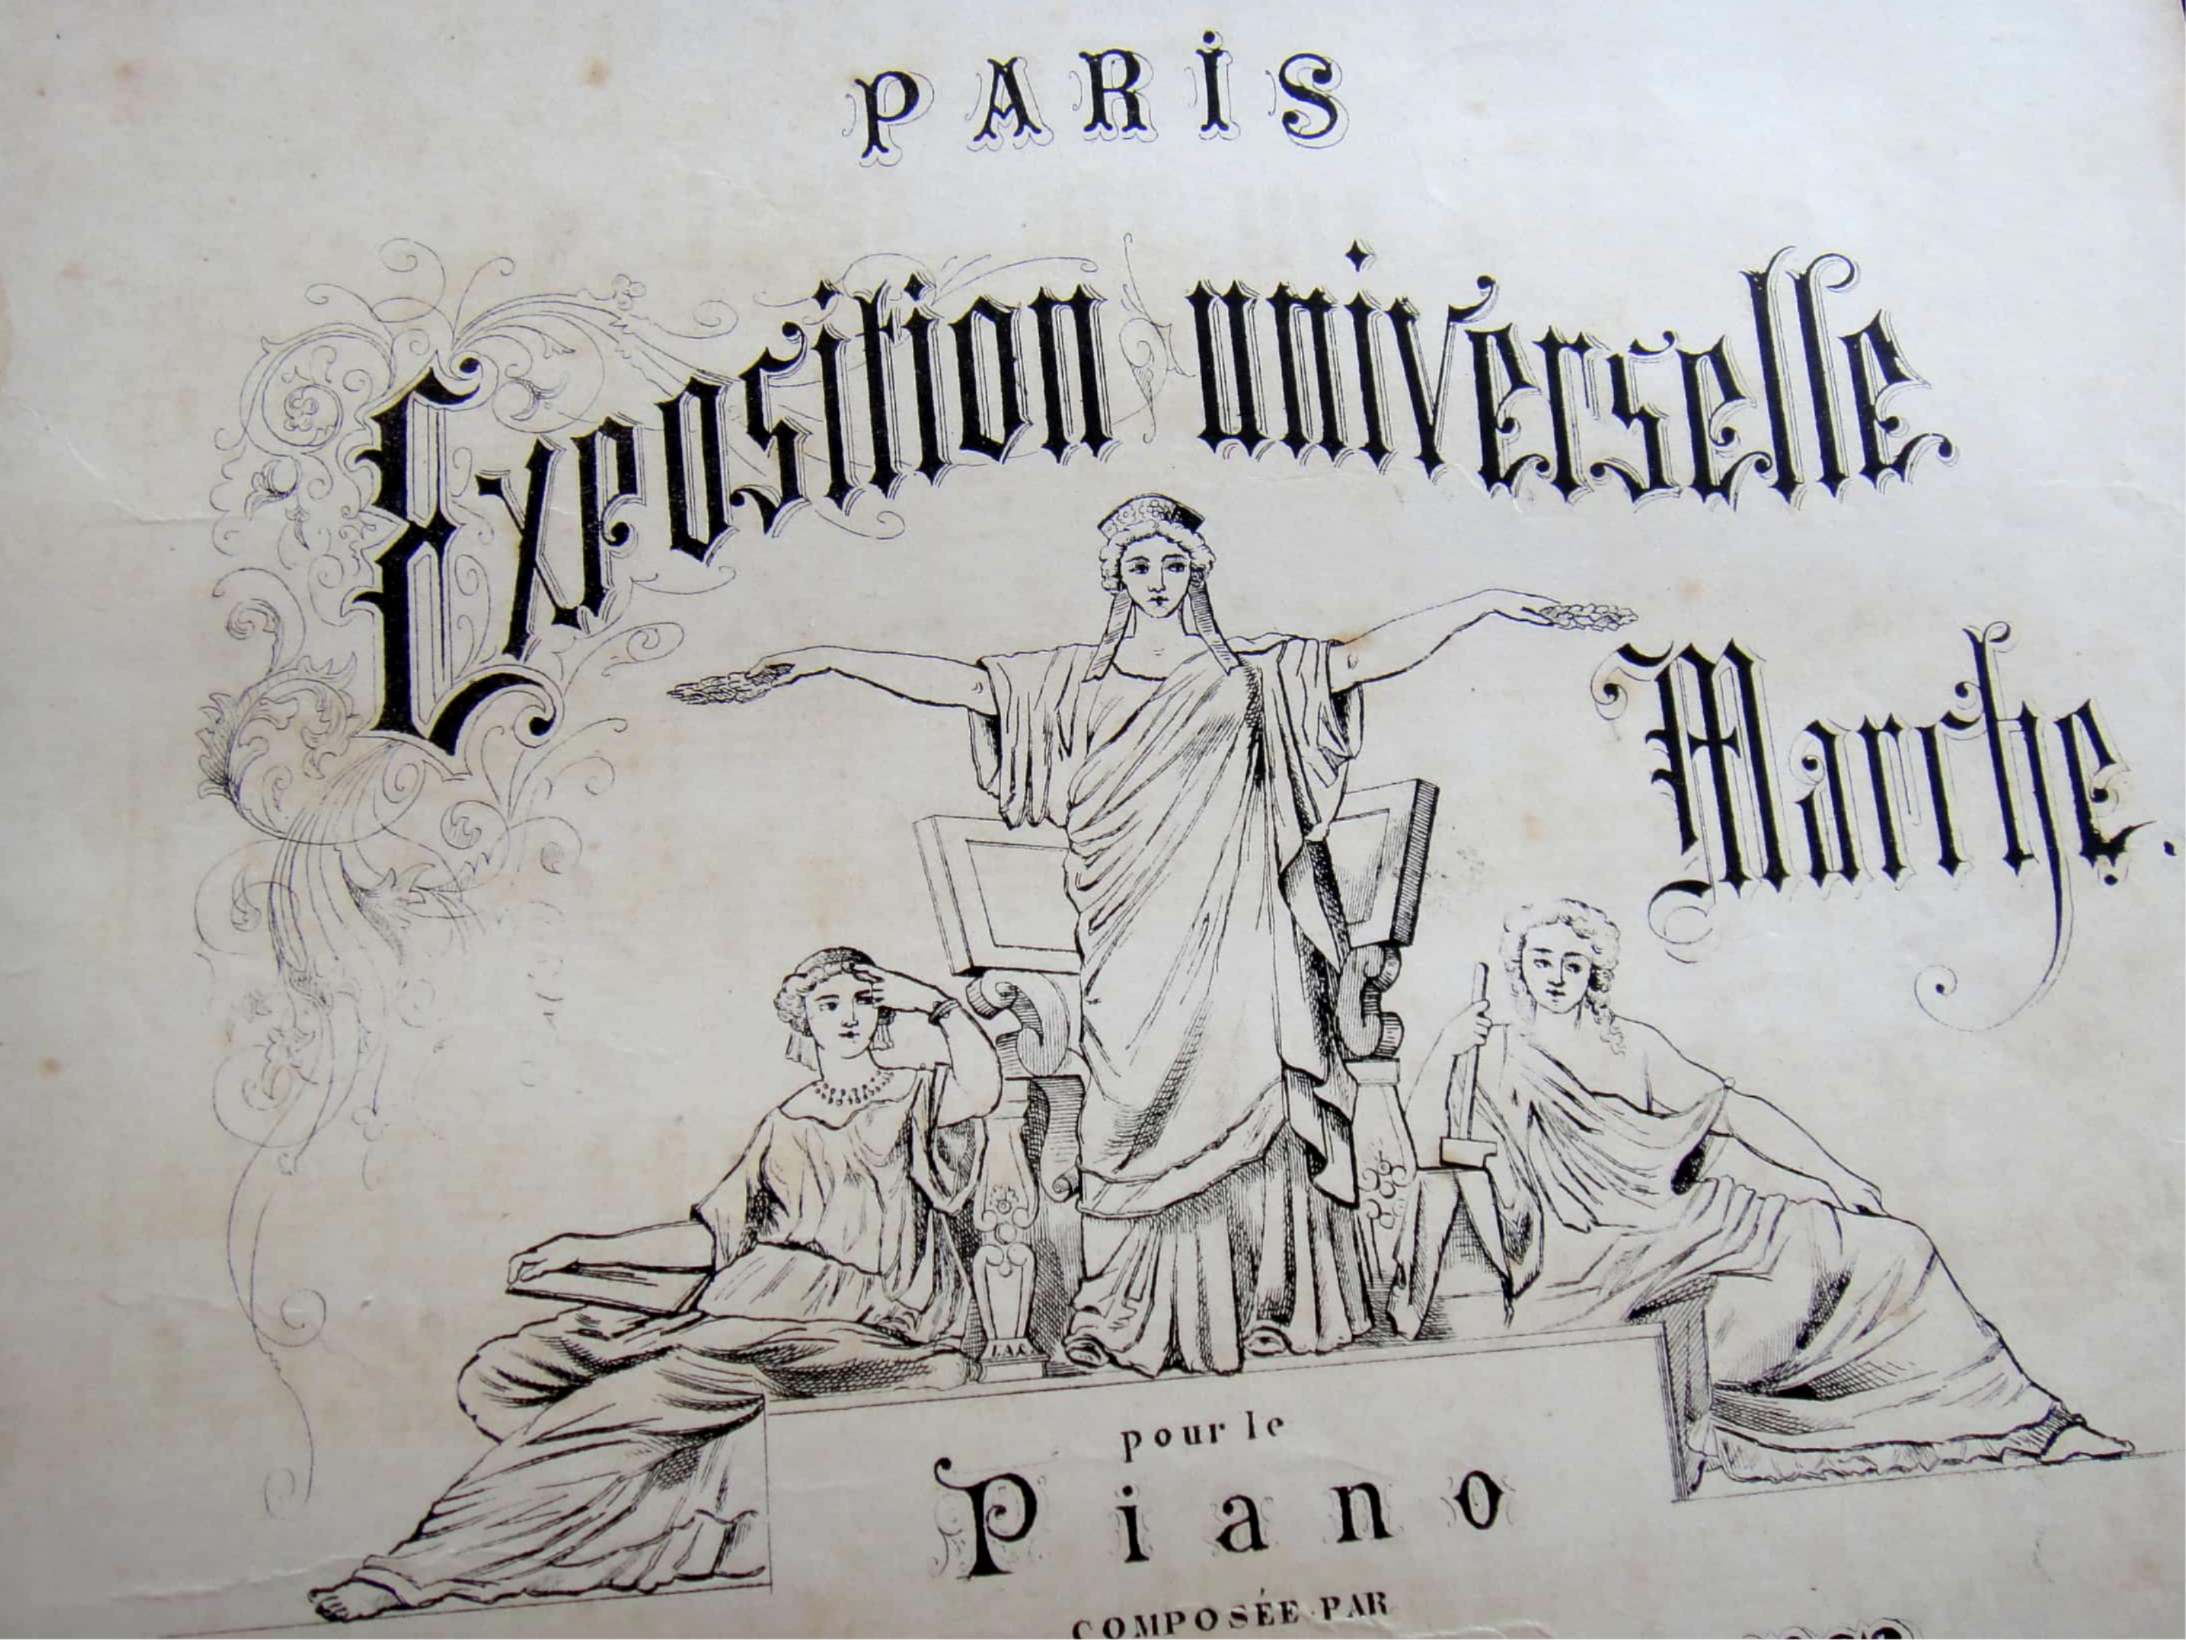 PARIS
Exposition universelle
Marche.
pour le
Piano
COMPOSÉE PAR